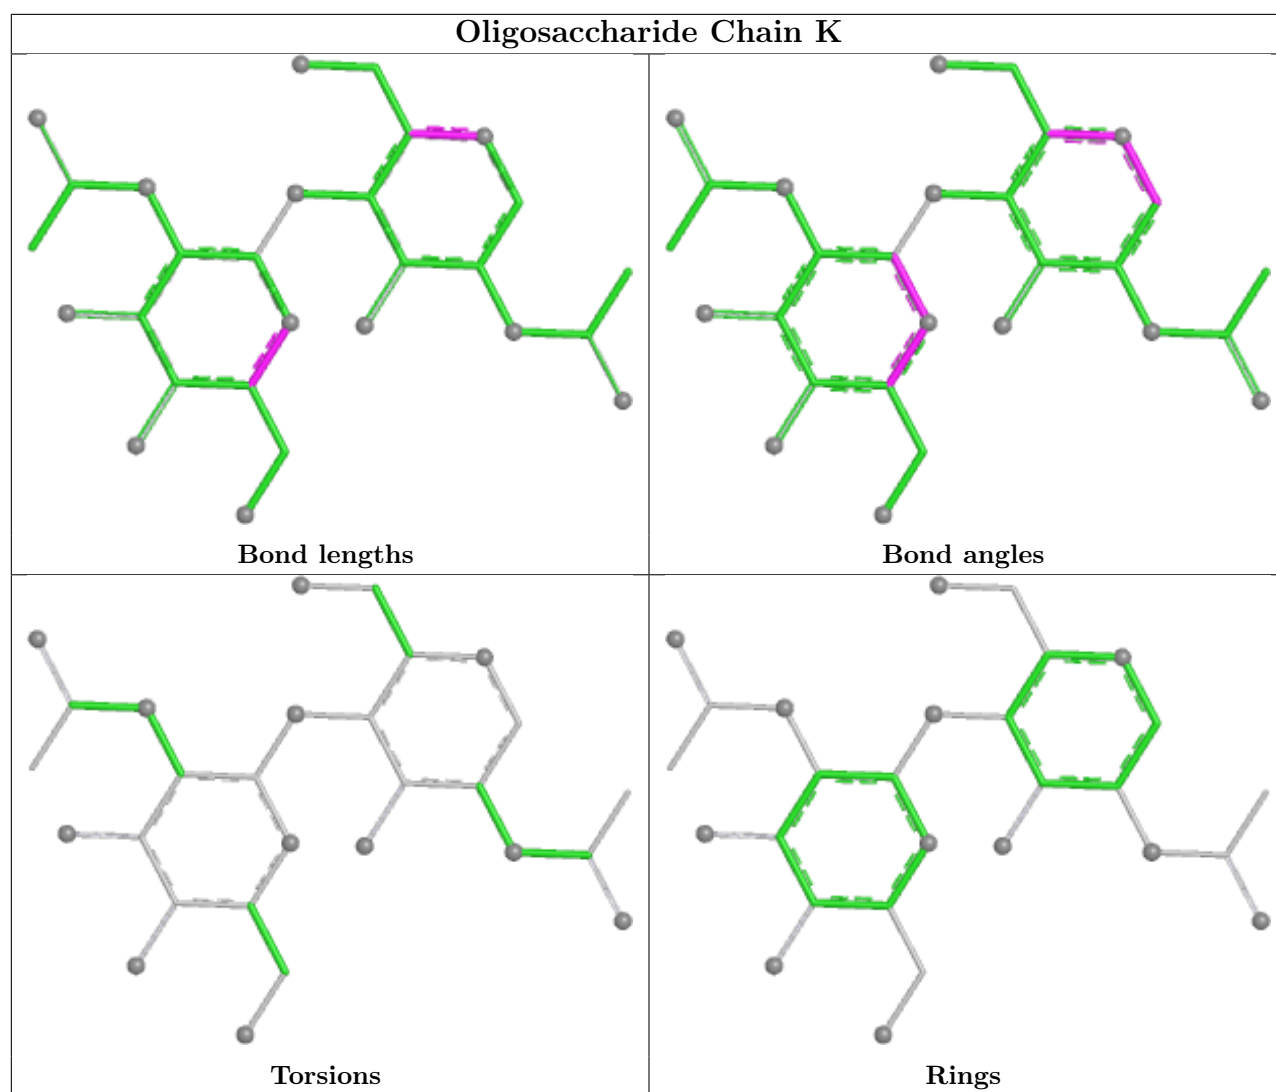 Oligosaccharide Chain K
Bond lengths
Bond angles
Torsions
Rings